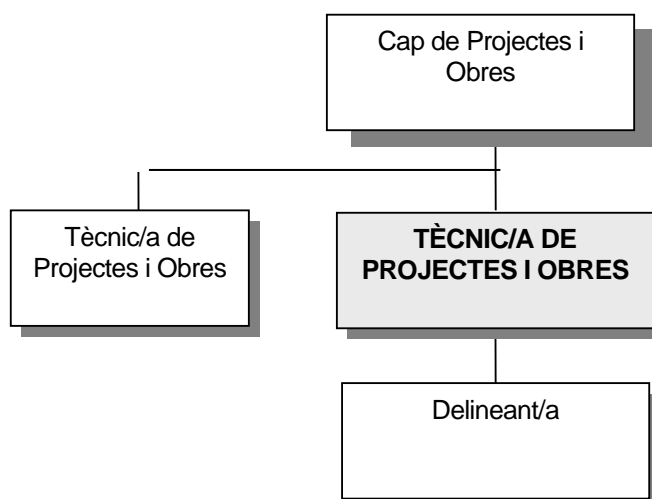 Cap de Projectes i
Obres
Tècnic/a de
Projectes i Obres
TÈCNIC/A DE
PROJECTES I OBRES
Delineant/a